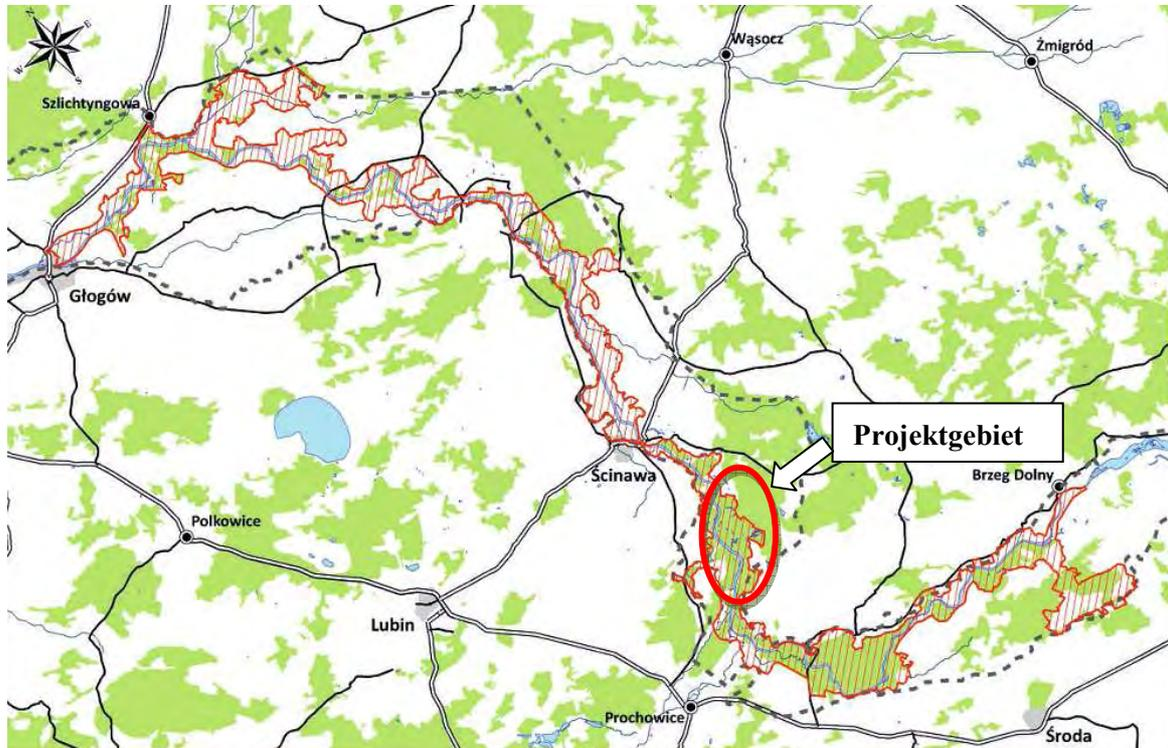 N
E
W
S
Wąsocz
Żmigród
Szlichtyngowa
Głogów
Projektgebiet
Ścinawa
Brzeg Dolny
Polkowice
Lubin
Prochowice
Środa